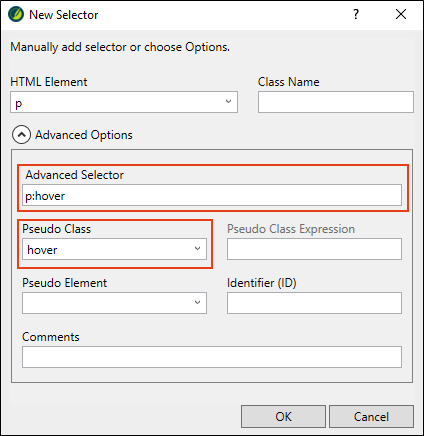 New Selector
?
Manually add selector or choose Options.
HTML Element Class Name
p
Advanced Options
Advanced Selector
p:hover
Pseudo Class Pseudo Class Expression
hover
Pseudo Element Identifier (ID)
Comments
OK Cancel